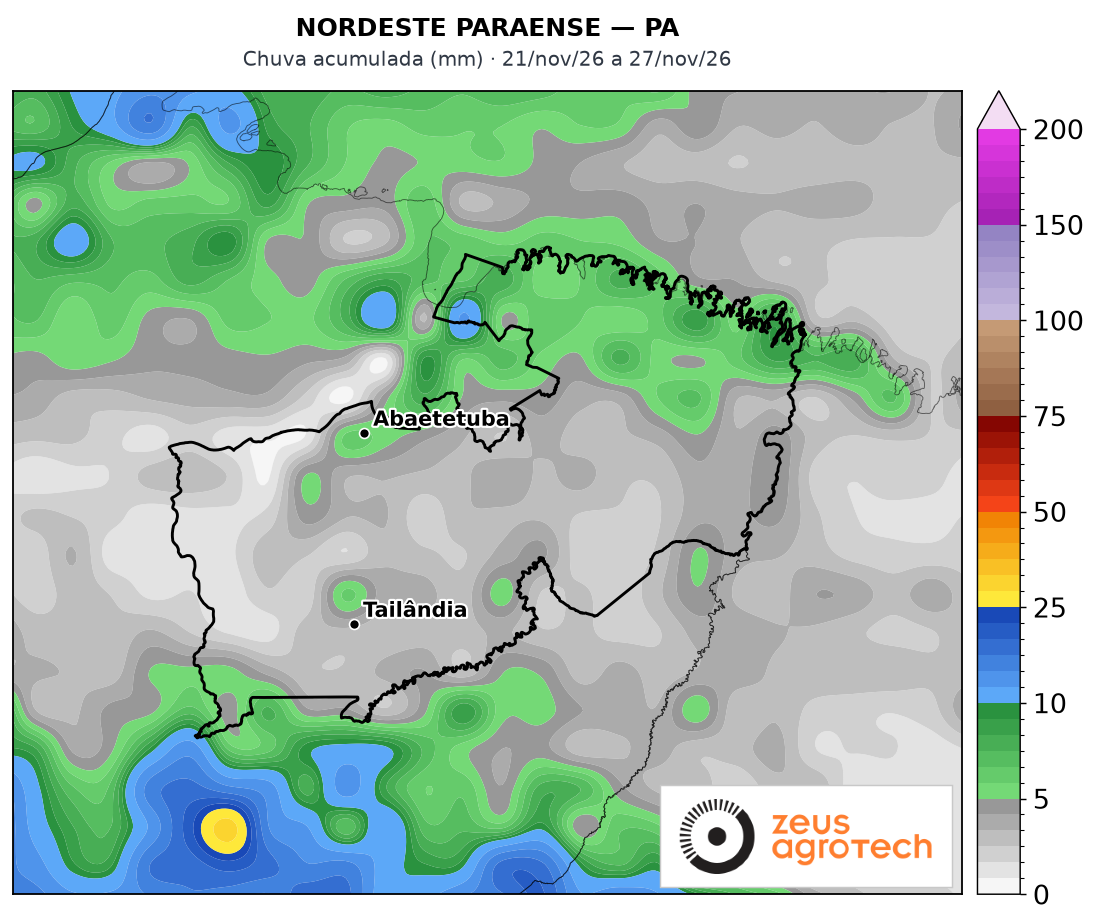 NORDESTE PARAENSE — PA
Chuva acumulada (mm) · 21/nov/26 a 27/nov/26
200
150
100
75
50
25
10
5
0
Abaetetuba
Tailândia
zeus
agrotech